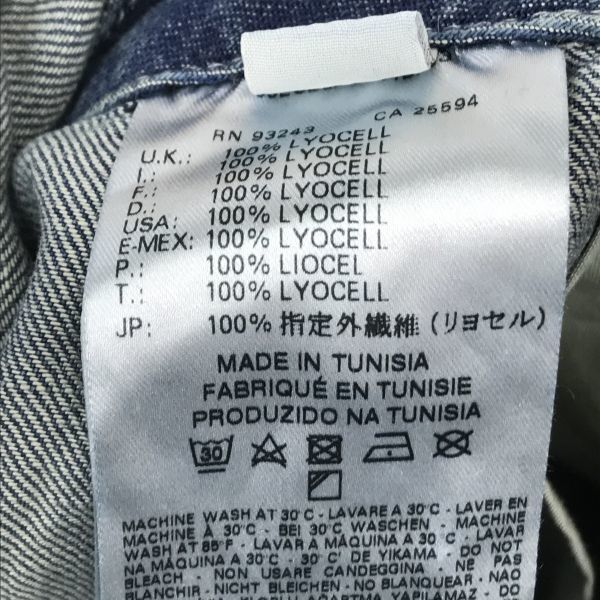 RN 93243 CA 25594
U.K.: 100% LYOCELL
I.: 100% LYOCELL
F.: 100% LYOCELL
D.: 100% LYOCELL
USA: 100% LYOCELL
E-MEX: 100% LYOCELL
P.: 100% LIOCEL
T.: 100% LYOCELL
JP: 100% 指定外繊維 (リヨセル)
MADE IN TUNISIA
FABRIQUÉ EN TUNISIE
PRODUZIDO NA TUNISIA
30
MACHINE WASH AT 30°C - LAVARE A 30°C - LAVER EN
MACHINE À 30°C - BEI 30°C WASCHEN - MACHINE
WASH AT 85°F - LAVAR A MÁQUINA A 30°C - LAVAR
NA MÁQUINA A 30°C - 30°C' DE YIKAMA - DO NOT
BLEACH - NON USARE CANDEGGINA - NE PAS
BLANCHIR - NICHT BLEICHEN - NO BLANQUEAR - NAO